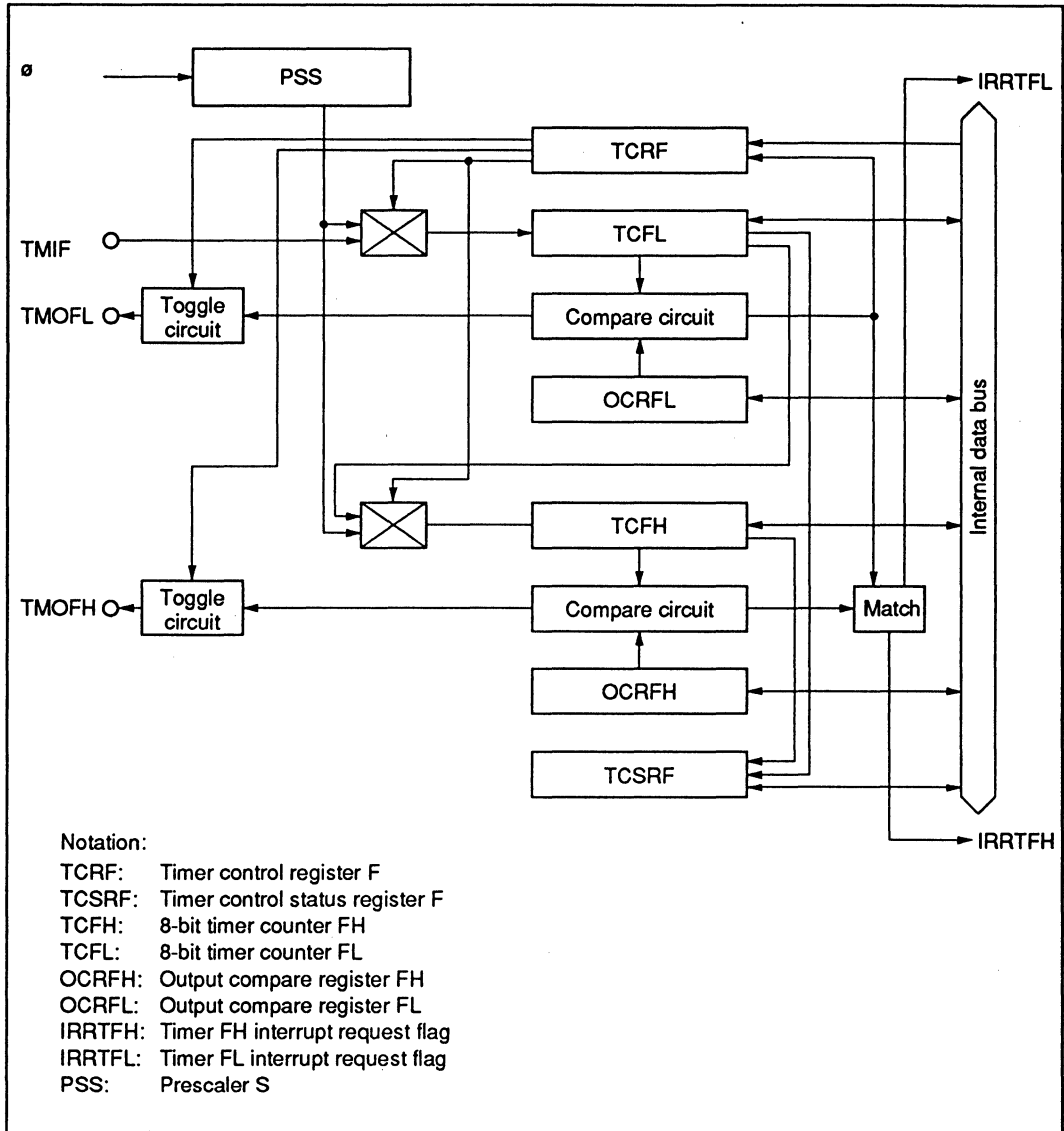 ø
PSS
IRRTFL
TCRF
TMIF
TCFL
TMOFL
Toggle
circuit
Compare circuit
OCRFL
Internal data bus
TCFH
TMOFH
Toggle
circuit
Compare circuit
Match
OCRFH
TCSRF
IRRTFH
Notation:
TCRF: Timer control register F
TCSRF: Timer control status register F
TCFH: 8-bit timer counter FH
TCFL: 8-bit timer counter FL
OCRFH: Output compare register FH
OCRFL: Output compare register FL
IRRTFH: Timer FH interrupt request flag
IRRTFL: Timer FL interrupt request flag
PSS: Prescaler S